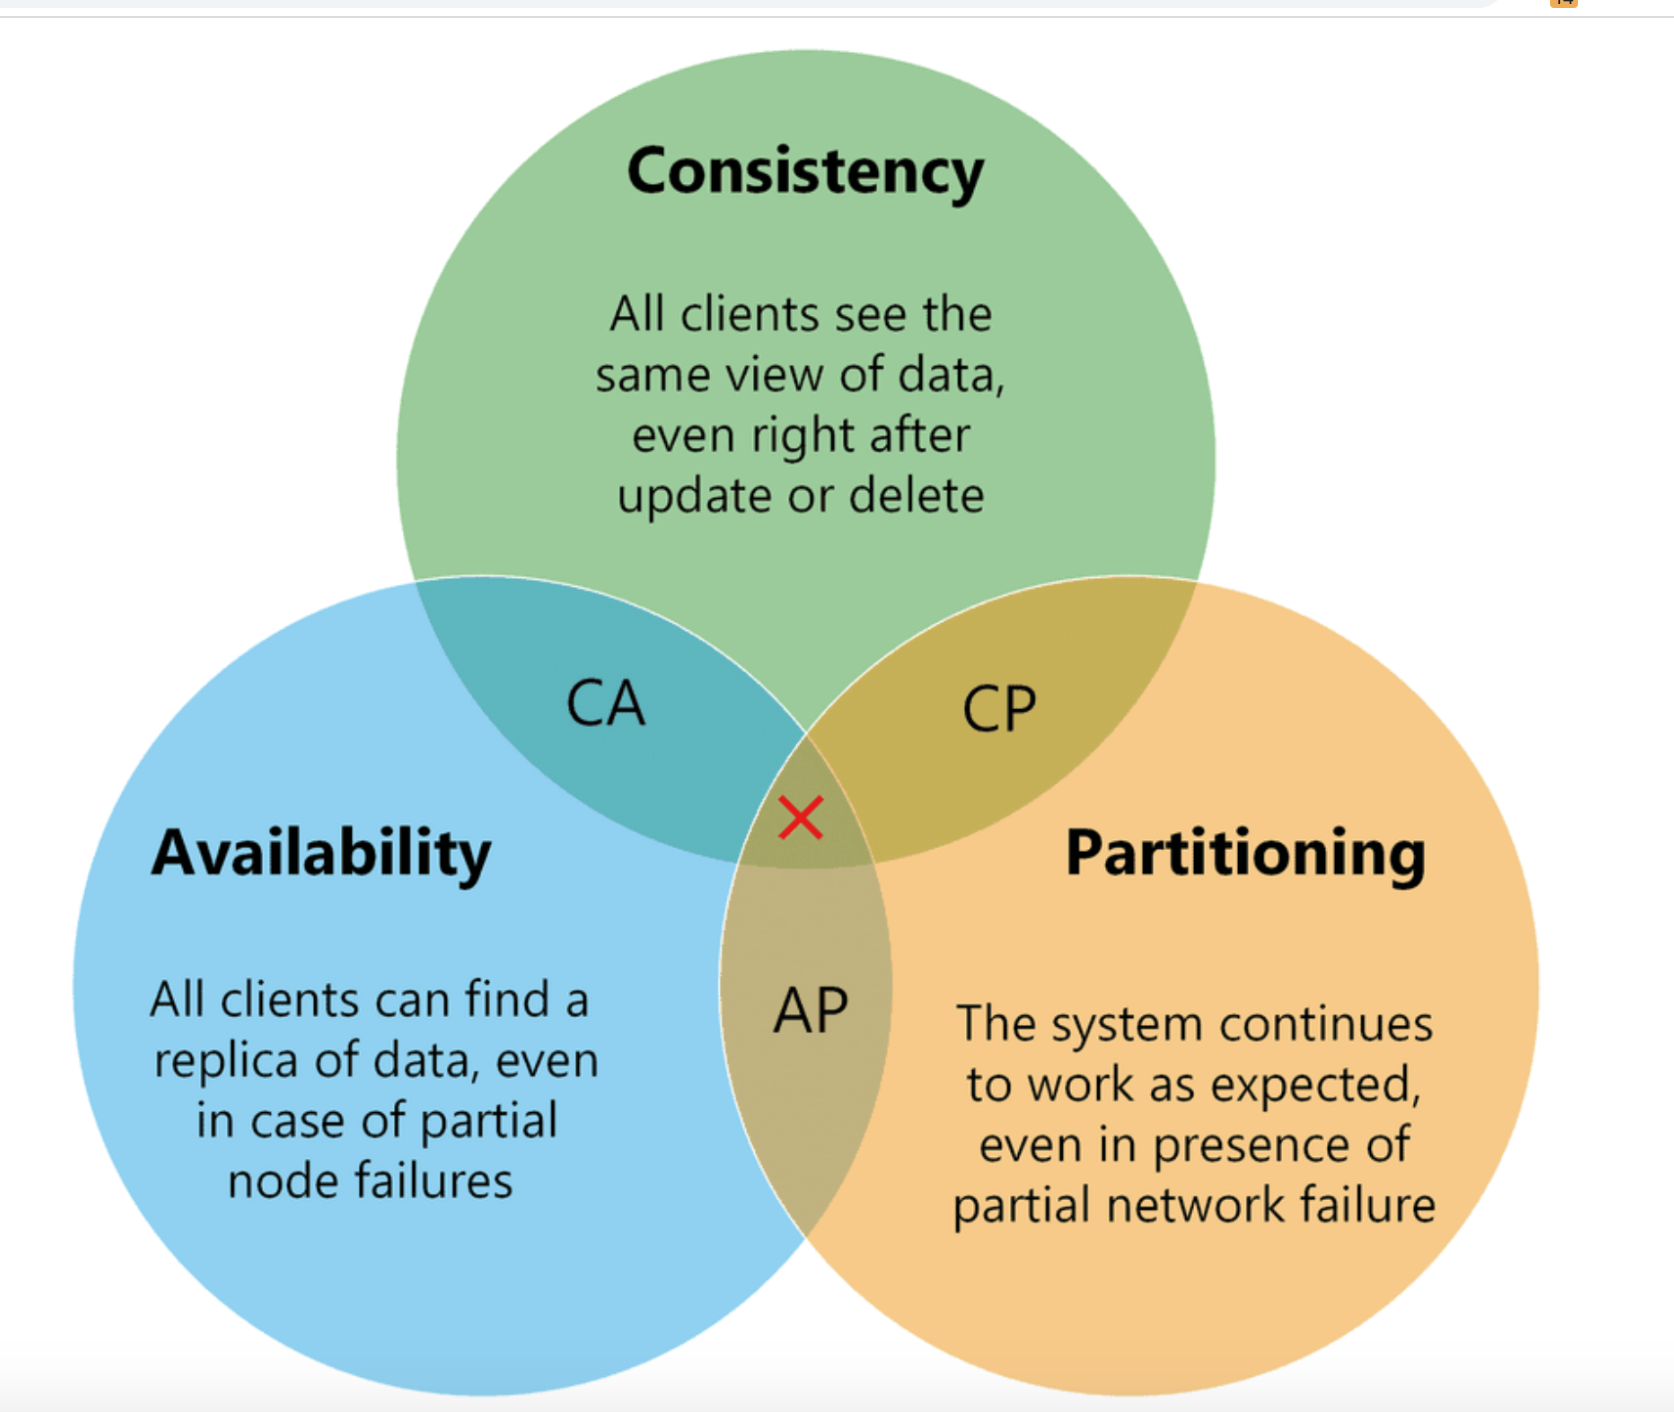 Consistency
All clients see the
same view of data,
even right after
update or delete
CA
CP
Availability
All clients can find a
replica of data, even
in case of partial
node failures
AP
Partitioning
The system continues
to work as expected,
even in presence of
partial network failure